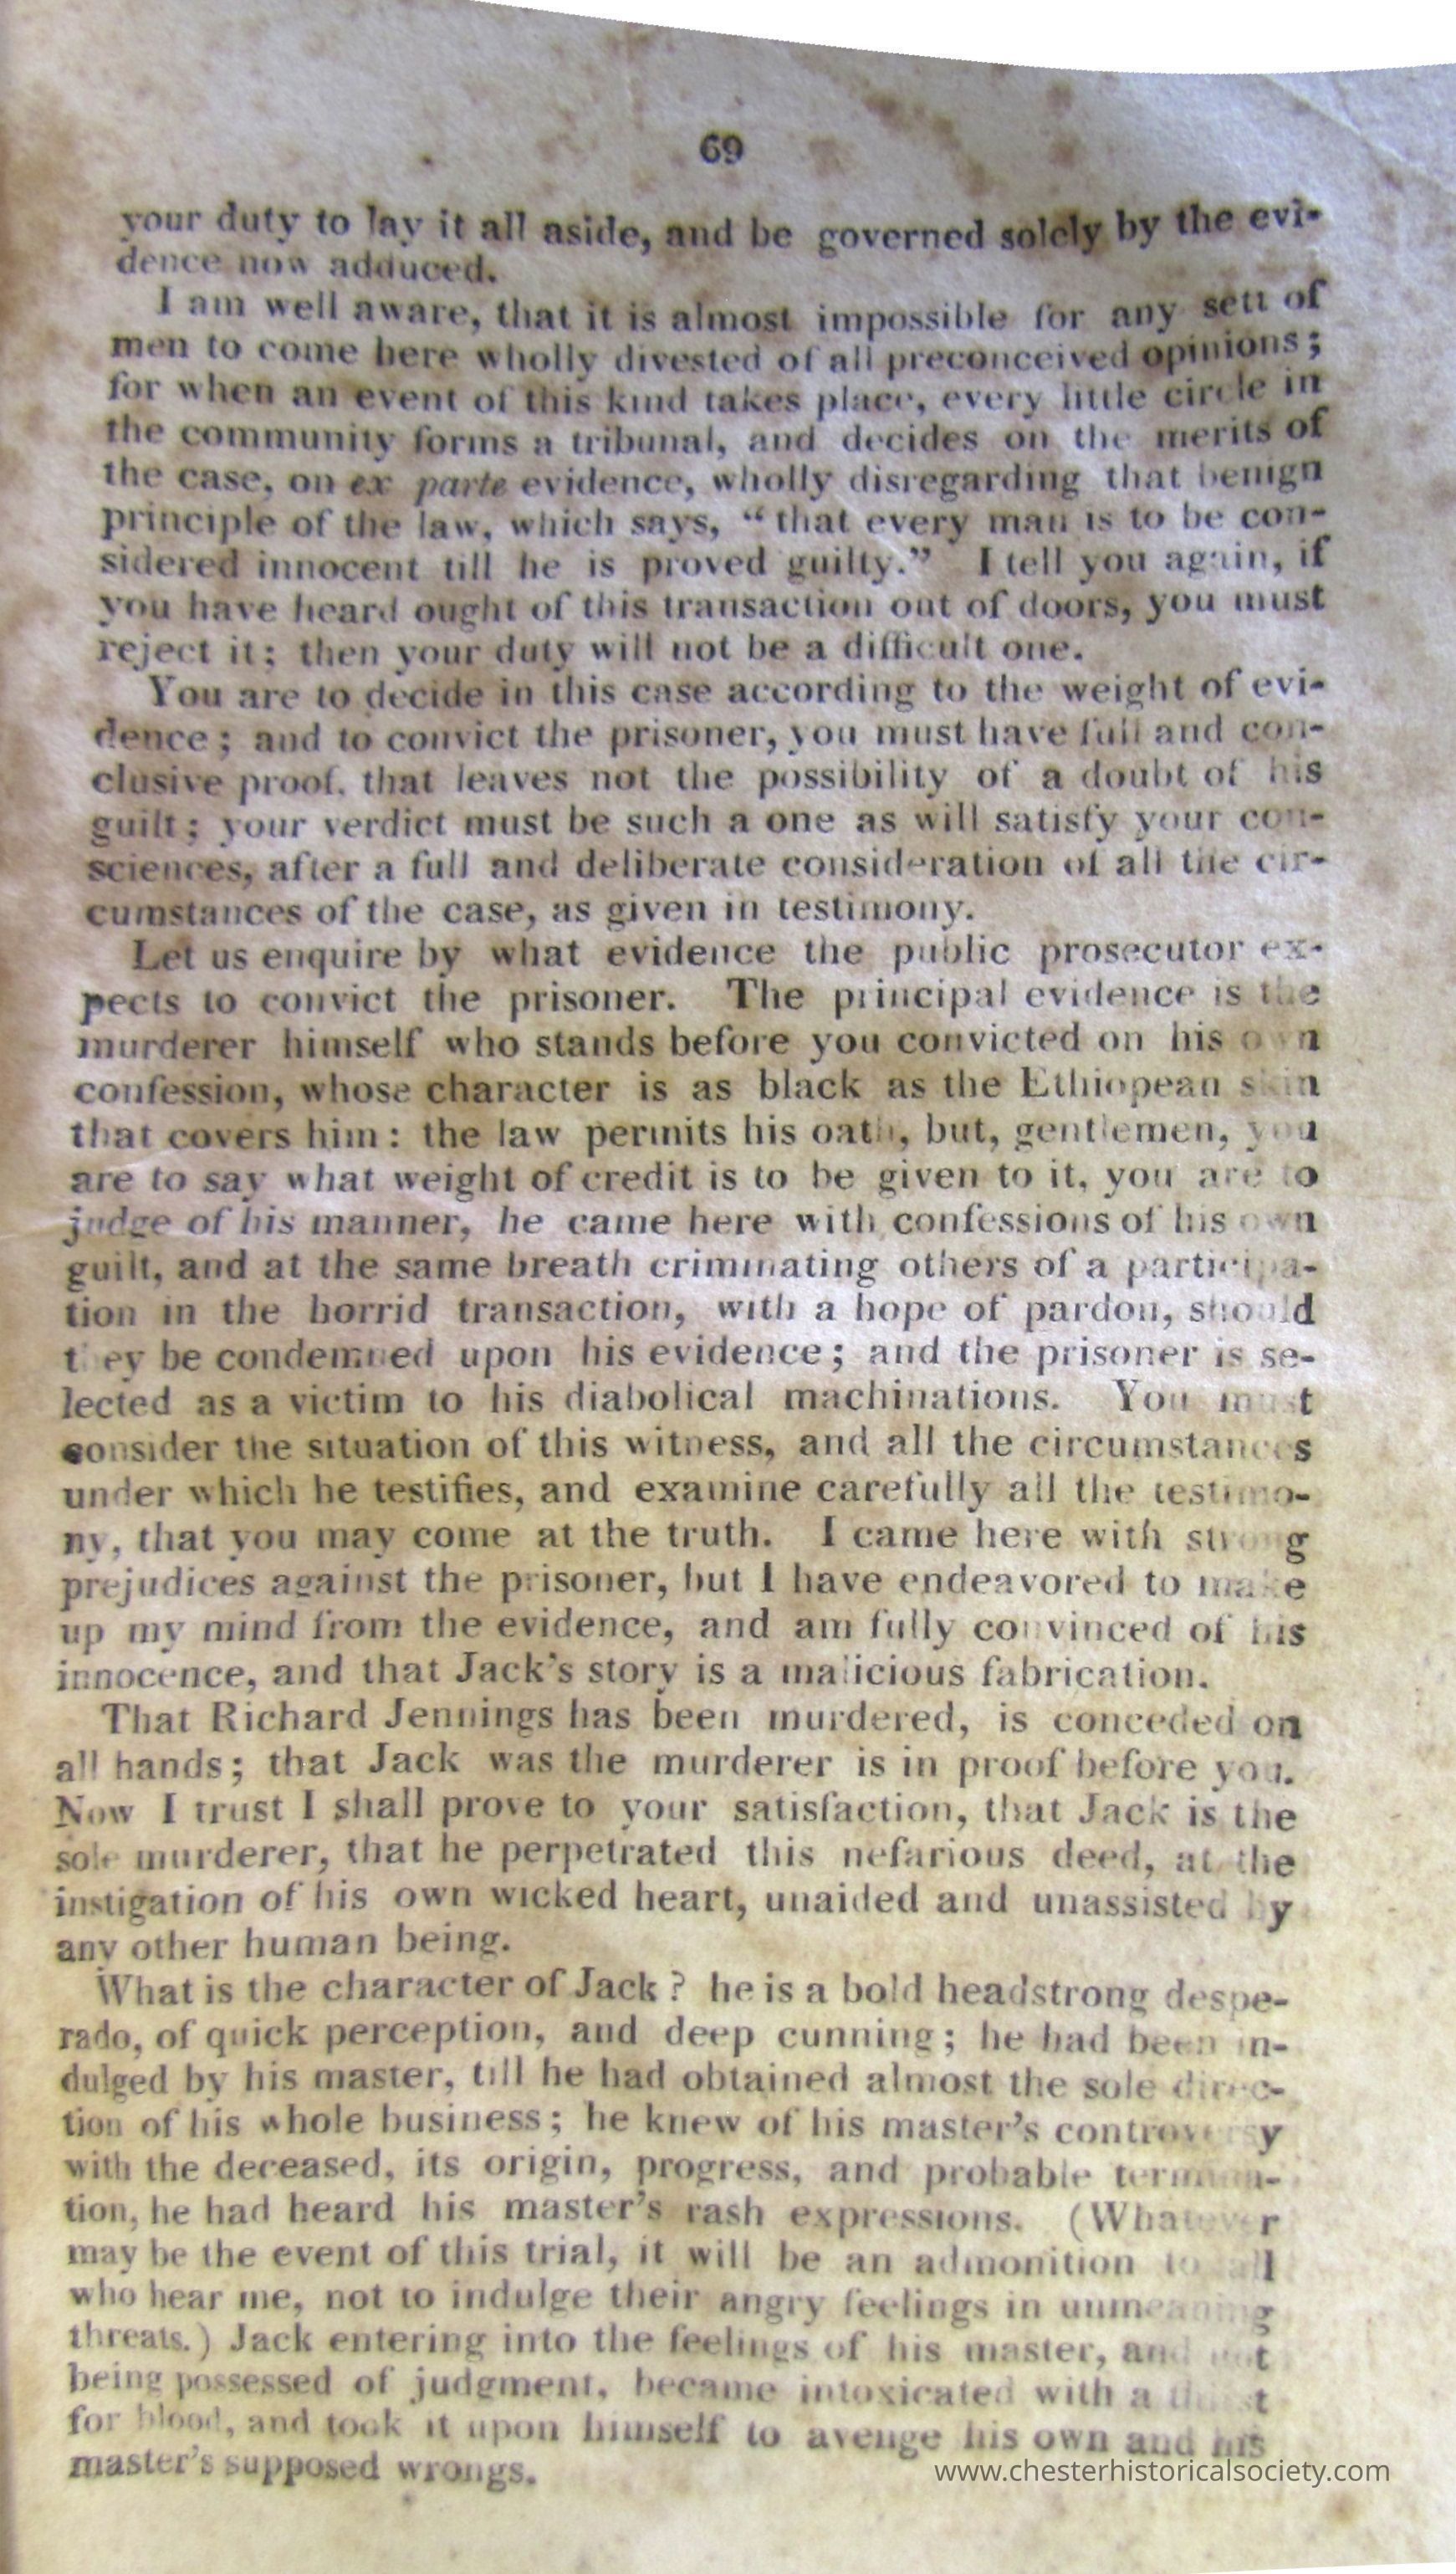 69
your duty to lay it all aside, and be governed solely by the evi-
dence now adduced.
I am well aware, that it is almost impossible for any sett of
men to come here wholly divested of all preconceived opinions;
for when an event of this kind takes place, every little circle in
the community forms a tribunal, and decides on the merits of
the case, on ex parte evidence, wholly disregarding that benign
principle of the law, which says, “that every man is to be con-
sidered innocent till he is proved guilty.” I tell you again, if
you have heard ought of this transaction out of doors, you must
reject it; then your duty will not be a difficult one.
You are to decide in this case according to the weight of evi-
dence; and to convict the prisoner, you must have full and con-
clusive proof, that leaves not the possibility of a doubt of his
guilt; your verdict must be such a one as will satisfy your con-
sciences, after a full and deliberate consideration of all the cir-
cumstances of the case, as given in testimony.
Let us enquire by what evidence the public prosecutor ex-
pects to convict the prisoner. The principal evidence is the
murderer himself who stands before you convicted on his own
confession, whose character is as black as the Ethiopean skin
that covers him: the law permits his oath, but, gentlemen, you
are to say what weight of credit is to be given to it, you are to
judge of his manner, he came here with confessions of his own
guilt, and at the same breath criminating others of a participa-
tion in the horrid transaction, with a hope of pardon, should
they be condemned upon his evidence; and the prisoner is se-
lected as a victim to his diabolical machinations. You must
consider the situation of this witness, and all the circumstances
under which he testifies, and examine carefully all the testimo-
ny, that you may come at the truth. I came here with strong
prejudices against the prisoner, but I have endeavored to make
up my mind from the evidence, and am fully convinced of his
innocence, and that Jack's story is a malicious fabrication.
That Richard Jennings has been murdered, is conceded on
all hands; that Jack was the murderer is in proof before you.
Now I trust I shall prove to your satisfaction, that Jack is the
sole murderer, that he perpetrated this nefarious deed, at the
instigation of his own wicked heart, unaided and unassisted by
any other human being.
What is the character of Jack? he is a bold headstrong despe-
rado, of quick perception, and deep cunning; he had been in-
dulged by his master, till he had obtained almost the sole direc-
tion of his whole business; he knew of his master's controversy
with the deceased, its origin, progress, and probable termina-
tion, he had heard his master's rash expressions. (Whatever
may be the event of this trial, it will be an admonition to all
who hear me, not to indulge their angry feelings in unmeaning
threats.) Jack entering into the feelings of his master, and not
being possessed of judgment, became intoxicated with a thirst
for blood, and took it upon himself to avenge his own and his
master's supposed wrongs.
www.chesterhistoricalsociety.com